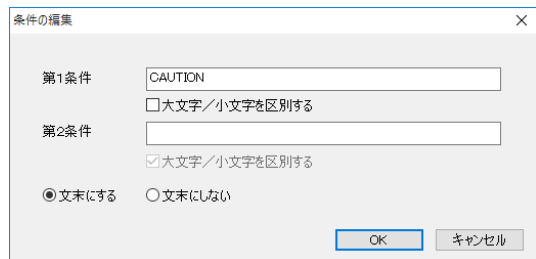 条件の編集
第1条件 CAUTION
大文字／小文字を区別する
第2条件
大文字／小文字を区別する
文末にする 文末にしない
OK キャンセル